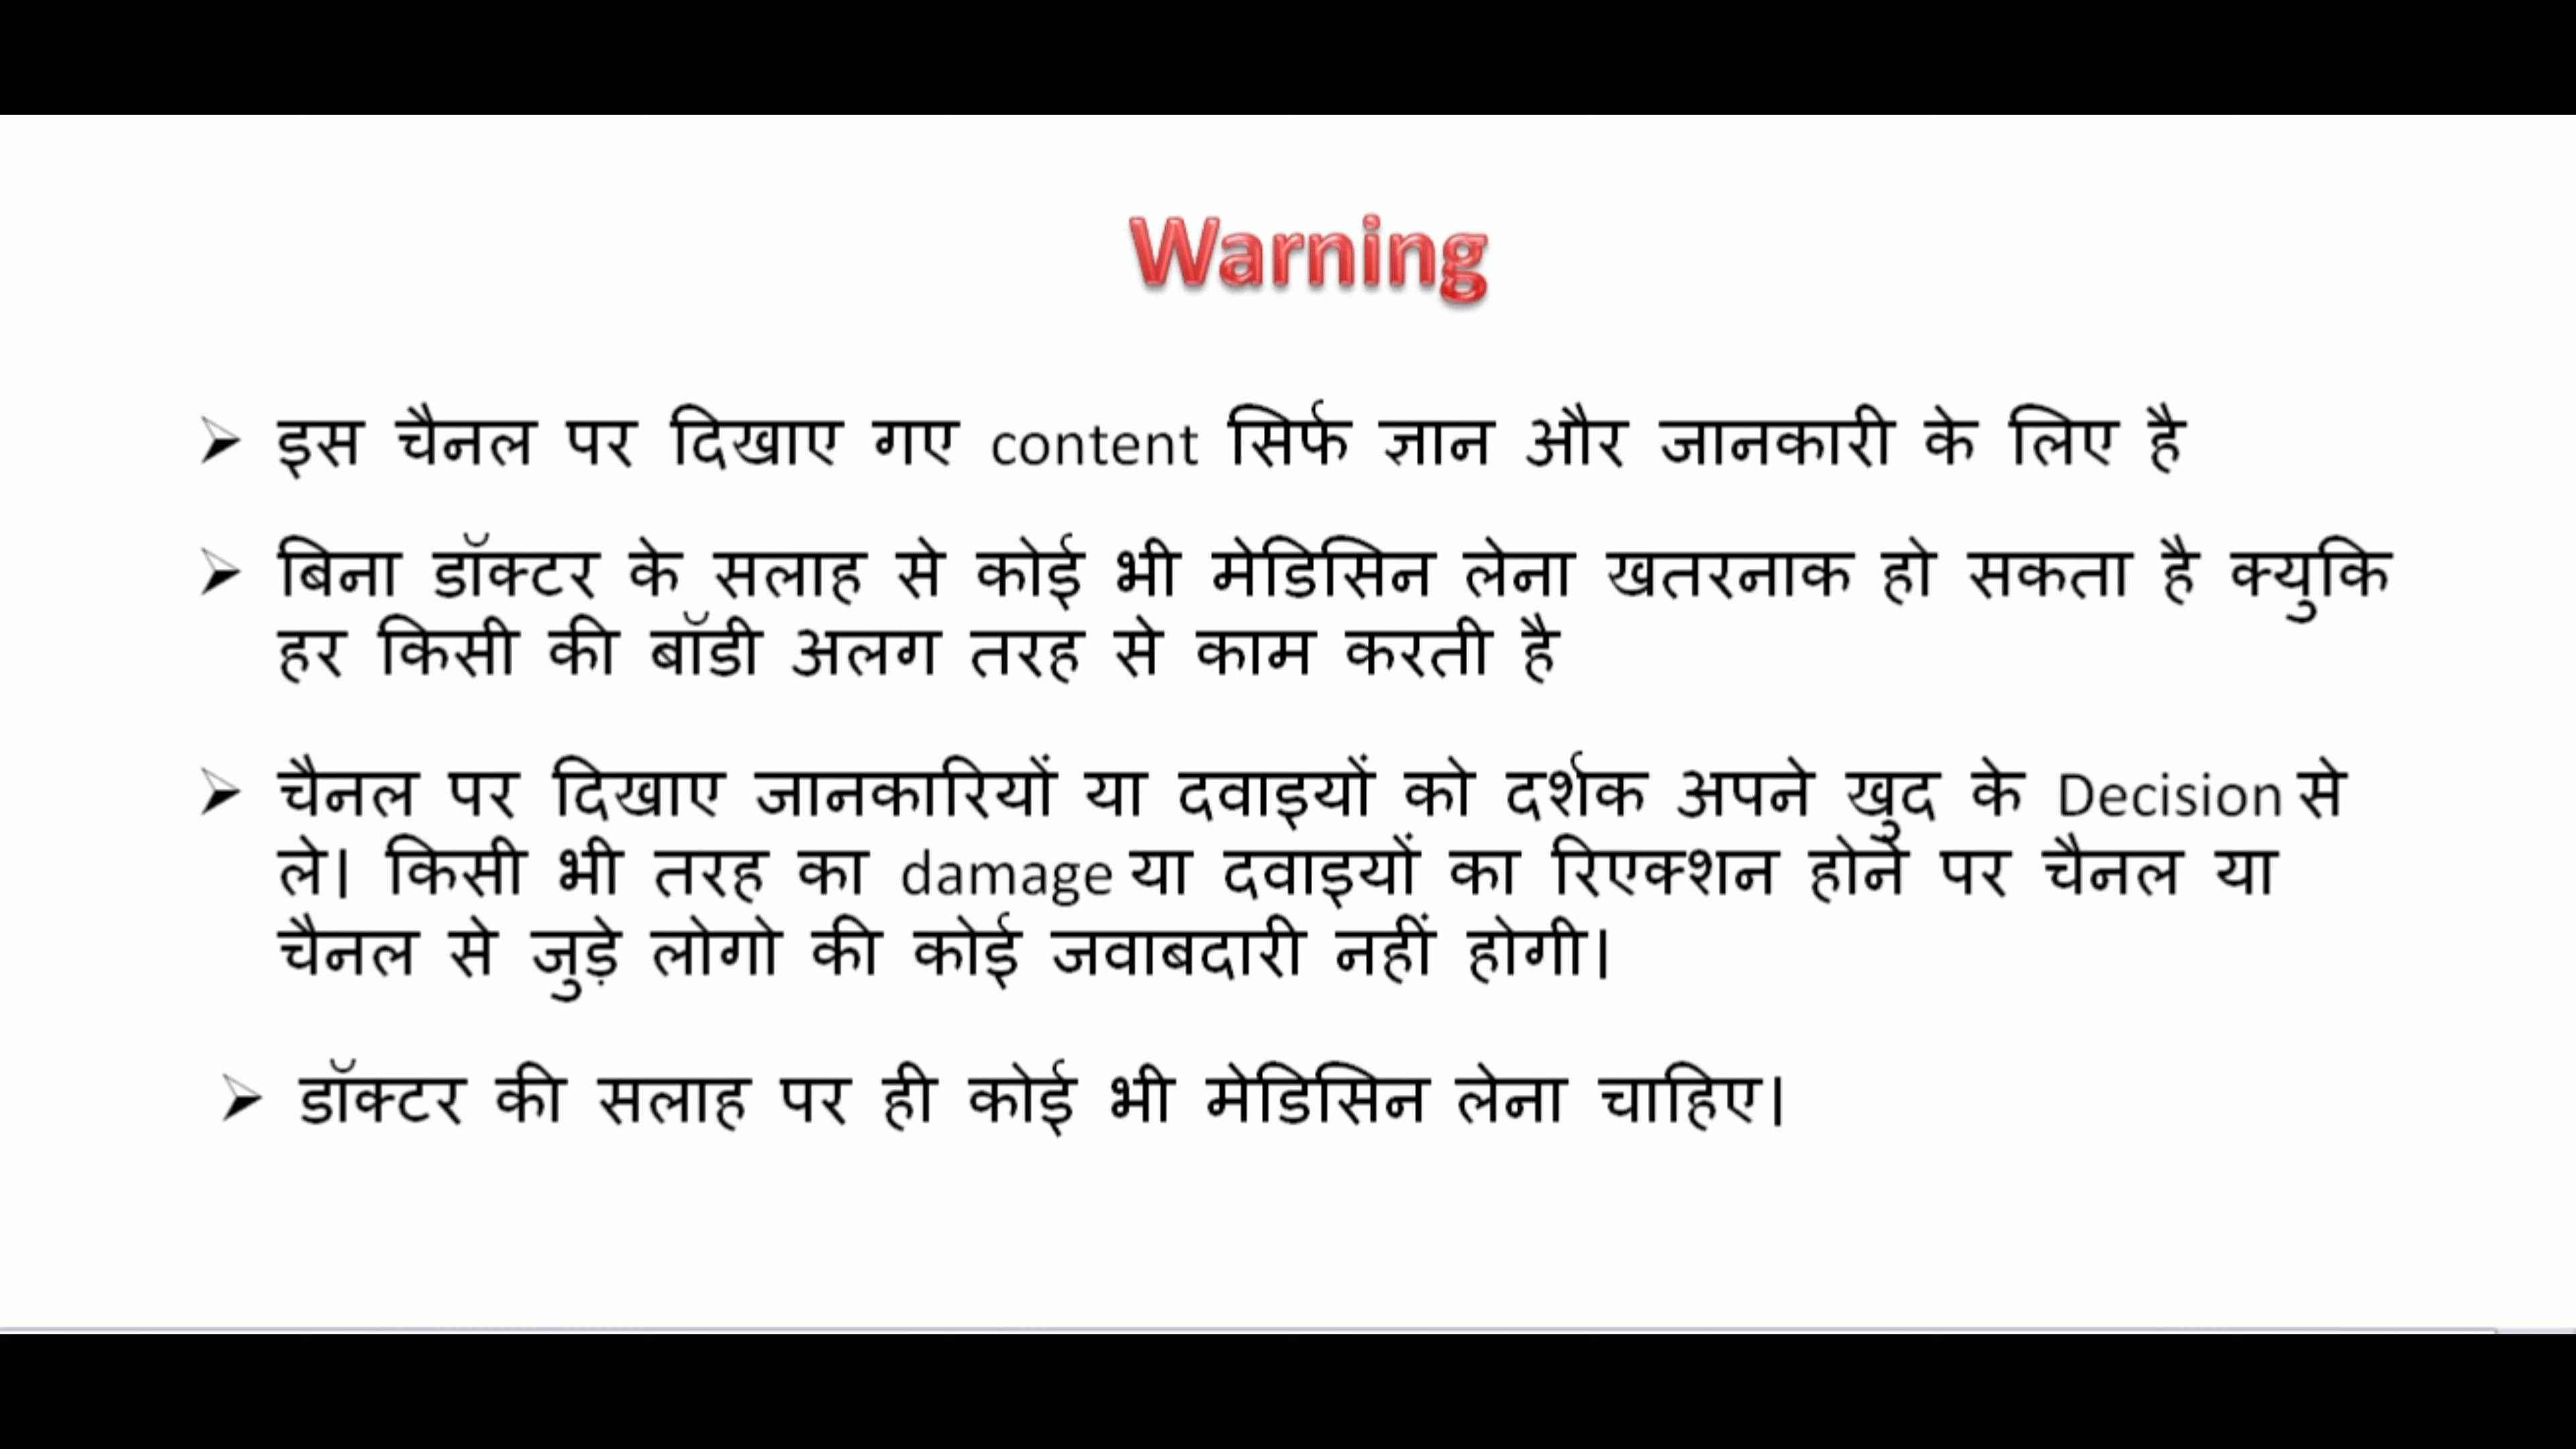 Warning
➢ इस चैनल पर दिखाए गए content सिर्फ ज्ञान और जानकारी के लिए है
➢ बिना डॉक्टर के सलाह से कोई भी मेडिसिन लेना खतरनाक हो सकता है क्युकि
हर किसी की बॉडी अलग तरह से काम करती है
➢ चैनल पर दिखाए जानकारियों या दवाइयों को दर्शक अपने खुद के Decision से
ले। किसी भी तरह का damage या दवाइयों का रिएक्शन होने पर चैनल या
चैनल से जुड़े लोगो की कोई जवाबदारी नहीं होगी।
➢ डॉक्टर की सलाह पर ही कोई भी मेडिसिन लेना चाहिए।